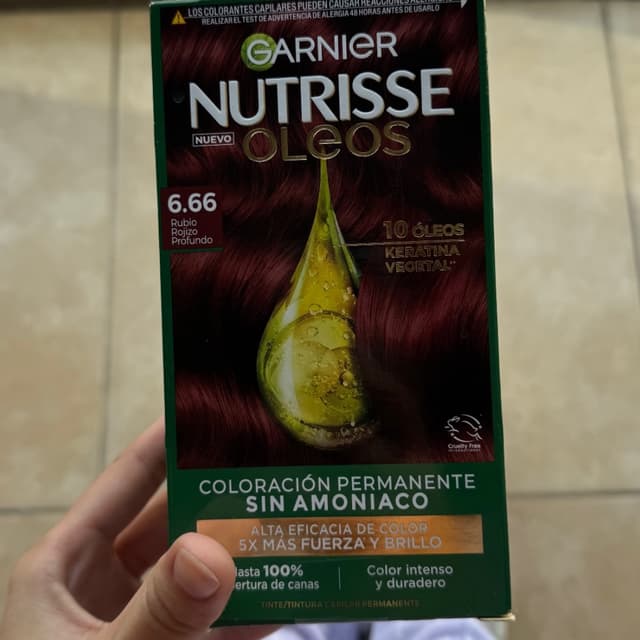 LOS COLORANTES CAPILARES PUEDEN CAUSAR REACCIONES ALÉRGICAS
REALIZAR EL TEST DE ADVERTENCIA DE ALERGIA 48 HORAS ANTES DE USARLO
GARNIER
NUTRISSE
NUEVO
OLEOS
6.66
Rubio
Rojizo
Profundo
10 ÓLEOS
KERATINA
VEGETAL**
Cruelty Free
INTERNATIONAL
COLORACIÓN PERMANENTE
SIN AMONIACO
ALTA EFICACIA DE COLOR
5X MÁS FUERZA* Y BRILLO
hasta 100%
cobertura de canas
Color intenso
y duradero
TINTE/TINTURA CAPILAR PERMANENTE